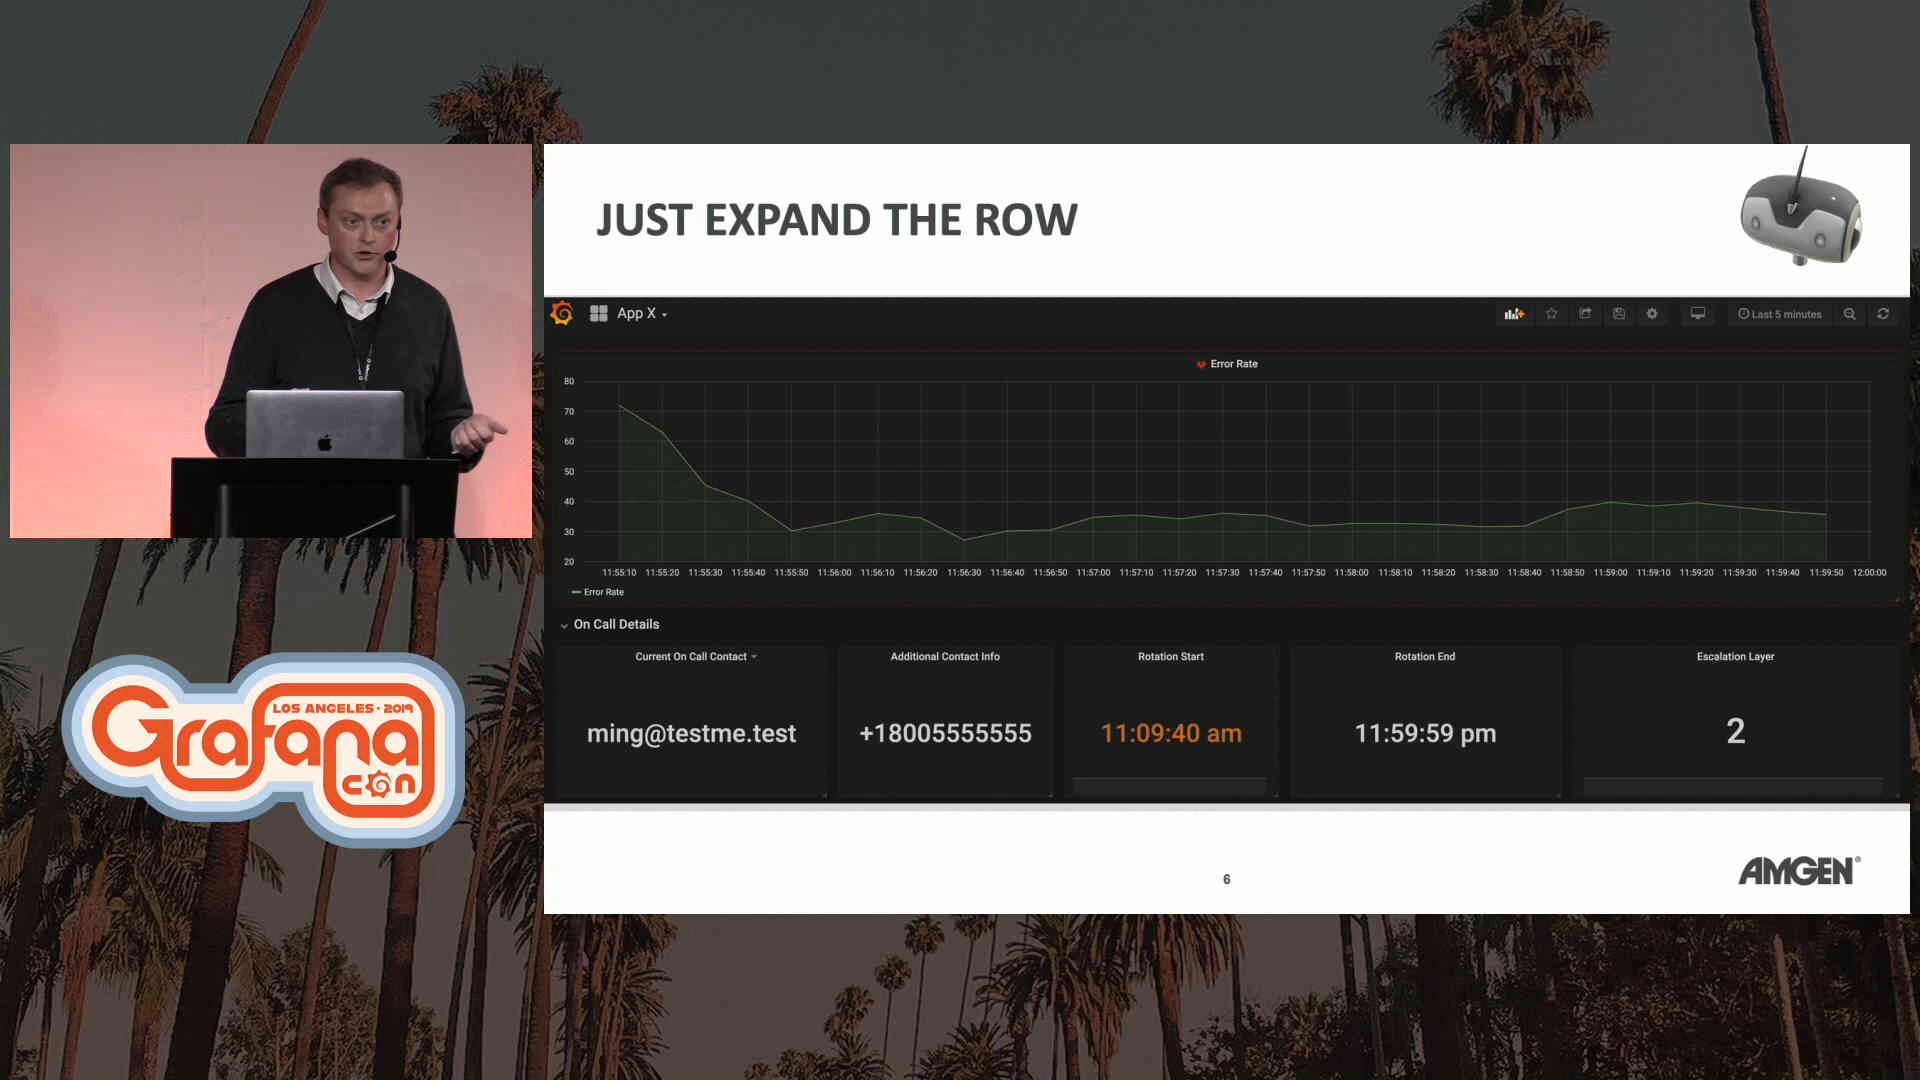 JUST EXPAND THE ROW
App X
Last 5 minutes
Error Rate
80
70
60
50
40
30
20
11:55:10 11:55:20 11:55:30 11:55:40 11:55:50 11:56:00 11:56:10 11:56:20 11:56:30 11:56:40 11:56:50 11:57:00 11:57:10 11:57:20 11:57:30 11:57:40 11:57:50 11:58:00 11:58:10 11:58:20 11:58:30 11:58:40 11:58:50 11:59:00 11:59:10 11:59:20 11:59:30 11:59:40 11:59:50 12:00:00
Error Rate
On Call Details
Current On Call Contact
Additional Contact Info
Rotation Start
Rotation End
Escalation Layer
ming@testme.test
+18005555555
11:09:40 am
11:59:59 pm
2
6
AMGEN®
LOS ANGELES · 2019
Grafana
con